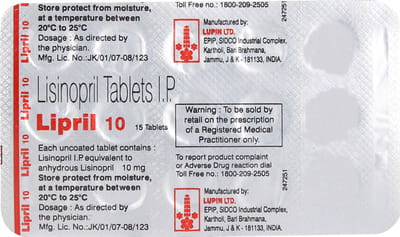 Store protect from moisture,
at a temperature between
20°C to 25°C
Dosage : As directed by
the physician.
Mfg. Lic. No.:JK/01/07-08/123
Toll Free no.: 1800-209-2505
Manufactured by:
LUPIN LTD.
EPIP, SIDCO Industrial Complex,
Kartholi, Bari Brahmana,
Jammu, J & K - 181133, INDIA.
247251
Lisinopril Tablets I.P.
Lipril 10 15 Tablets
Warning : To be sold by
retail on the prescription
of a Registered Medical
Practitioner only.
Each uncoated tablet contains :
Lisinopril I.P. equivalent to
anhydrous Lisinopril 10 mg
Store protect from moisture,
at a temperature between
20°C to 25°C
Dosage : As directed by
the physician.
Mfg. Lic. No.:JK/01/07-08/123
To report product complaint
or Adverse Drug reaction dial
Toll Free no.: 1800-209-2505
Manufactured by:
LUPIN LTD.
EPIP, SIDCO Industrial Complex,
Kartholi, Bari Brahmana,
Jammu, J & K - 181133, INDIA.
247251